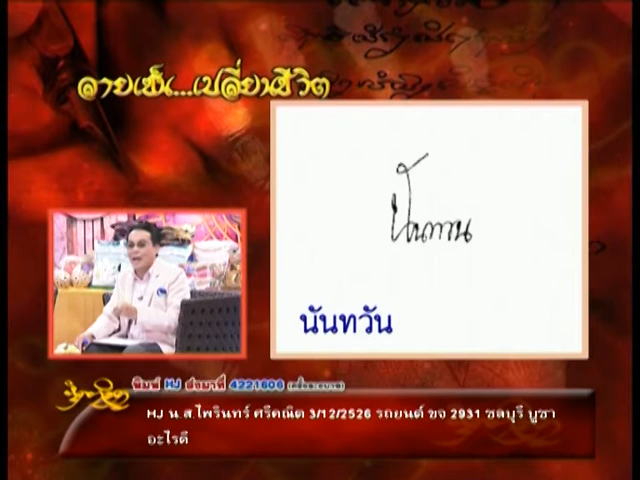 ลายเซ็น...เปลี่ยนชีวิต
นันทวัน
พิมพ์ HJ ส่งมาที่ 4221606
HJ น.ส.ไพรินทร์ ศรีคณิต 3/12/2526 รถยนต์ ขจ 2931 ชลบุรี บูชา
อะไรดี